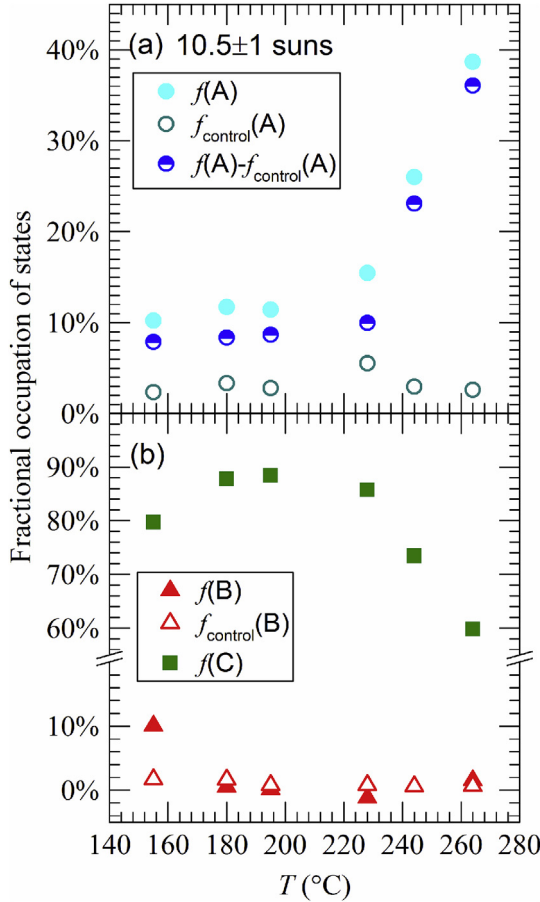 Fractional occupation of states
40%
30%
20%
10%
0%
(a) 10.5±1 suns
f(A)
fcontrol(A)
f(A)-fcontrol(A)
(b)
90%
80%
70%
60%
10%
0%
f(B)
fcontrol(B)
f(C)
140 160 180 200 220 240 260 280
T (°C)